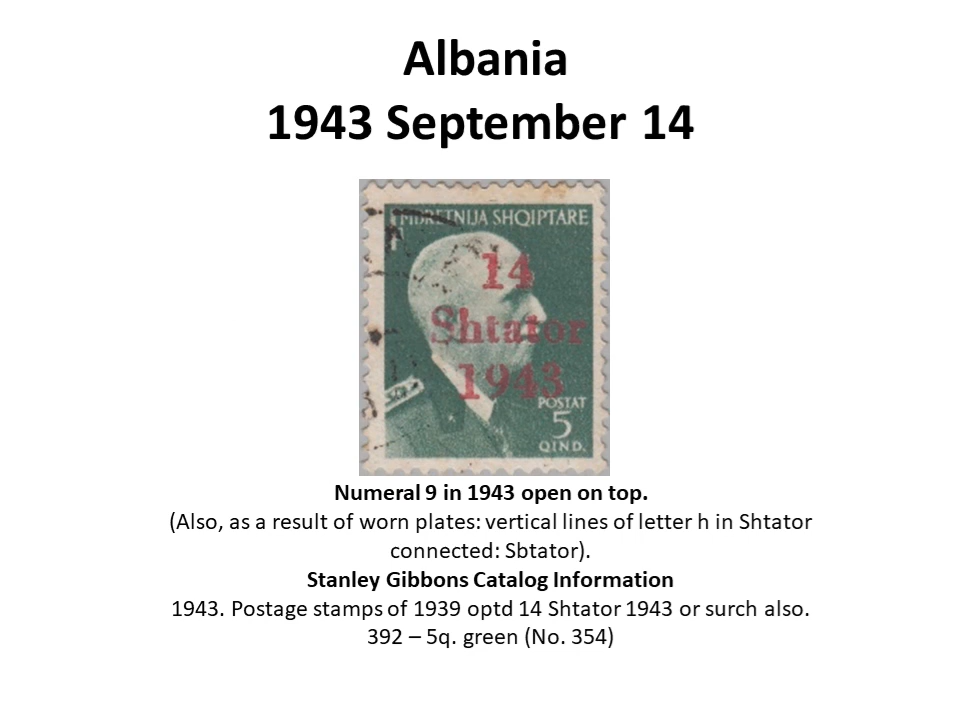 Albania
1943 September 14
MBRETNIJA SHQIPTARE
14
Shtator
1943
POSTAT
5
QIND.
Numeral 9 in 1943 open on top.
(Also, as a result of worn plates: vertical lines of letter h in Shtator
connected: Sbtator).
Stanley Gibbons Catalog Information
1943. Postage stamps of 1939 optd 14 Shtator 1943 or surch also.
392 – 5q. green (No. 354)